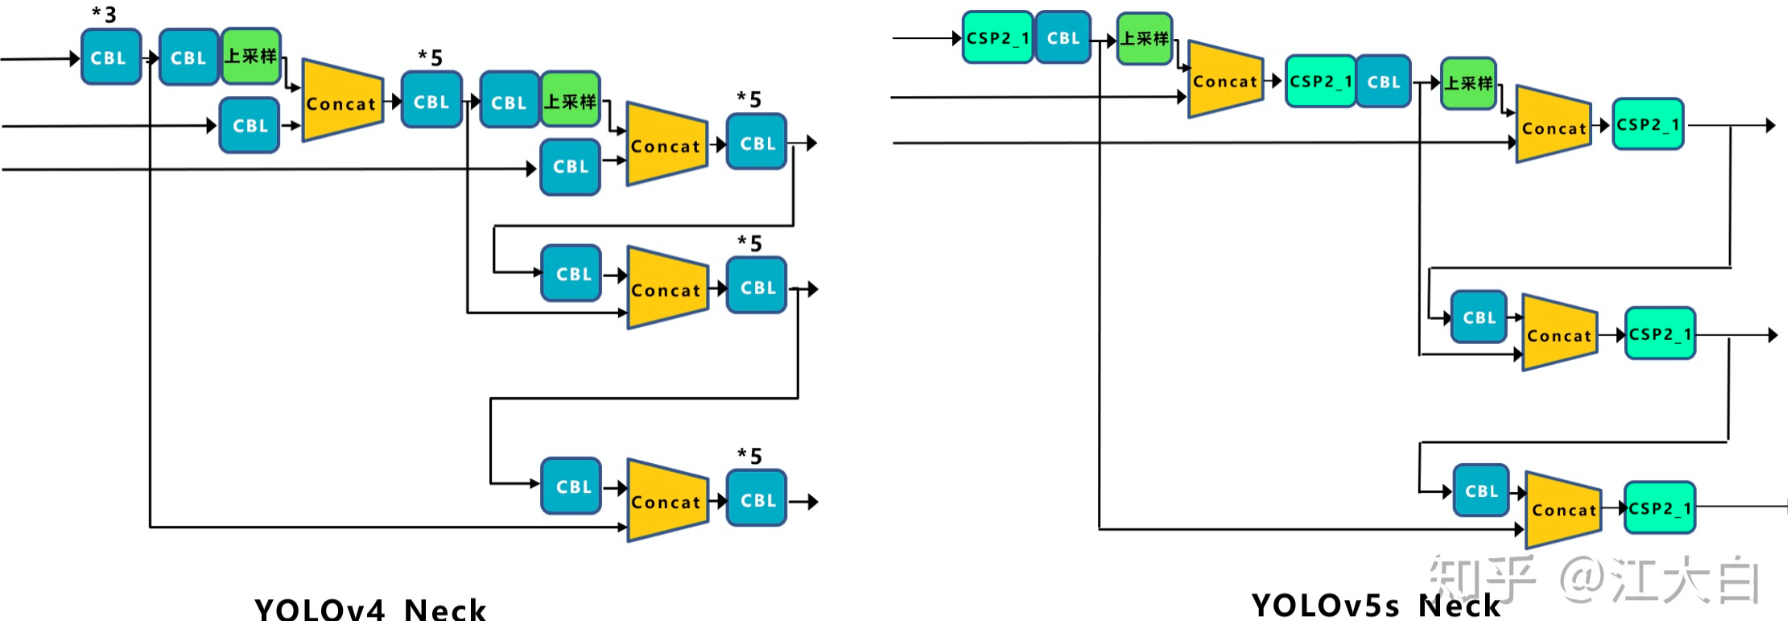 *3
CBL
CBL
上采样
CBL
Concat
*5
CBL
CBL
上采样
CBL
Concat
*5
CBL
CBL
Concat
*5
CBL
CBL
Concat
*5
CBL
YOLOv4 Neck
CSP2_1
CBL
上采样
Concat
CSP2_1
CBL
上采样
Concat
CSP2_1
CBL
Concat
CSP2_1
CBL
Concat
CSP2_1
YOLOv5s Neck
知乎 @江大白